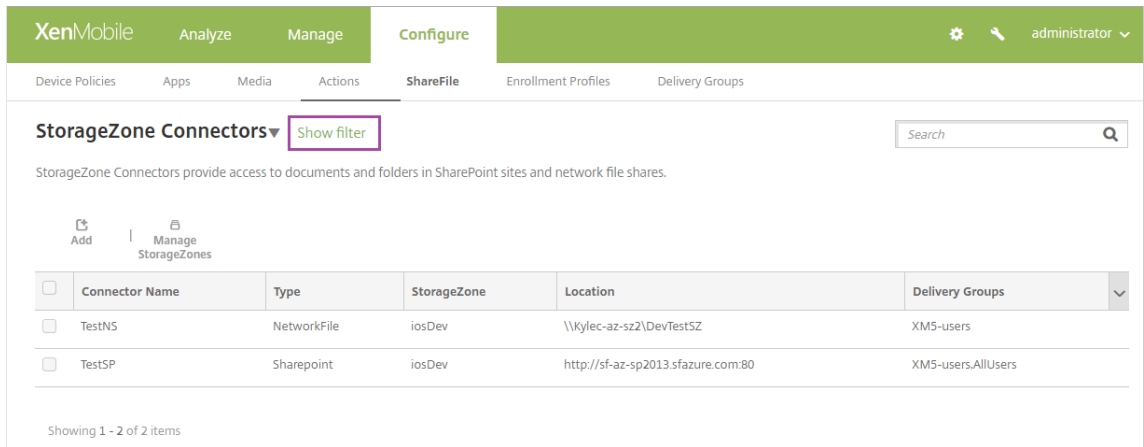 XenMobile Analyze Manage Configure administrator
Device Policies Apps Media Actions ShareFile Enrollment Profiles Delivery Groups
StorageZone Connectors Show filter Search
StorageZone Connectors provide access to documents and folders in SharePoint sites and network file shares.
Add | Manage
StorageZones
Connector Name Type StorageZone Location Delivery Groups
TestNS NetworkFile iosDev \\Kylec-az-sz2\DevTestSZ XM5-users
TestSP Sharepoint iosDev http://sf-az-sp2013.sfazure.com:80 XM5-users,AllUsers
Showing 1 - 2 of 2 items